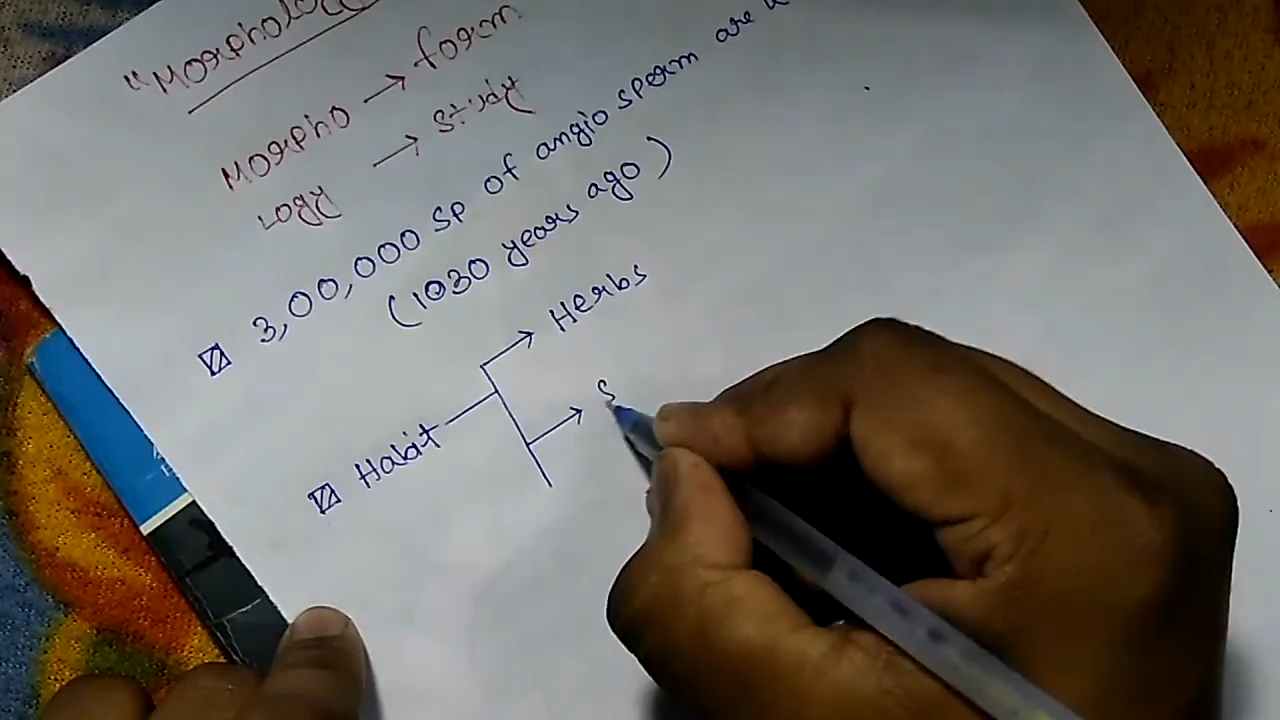 "Morpholo
Morpho → form
Logy → study
3,00,000 sp of angio sperm are
(1030 years ago)
Habit → Herbs
→ S